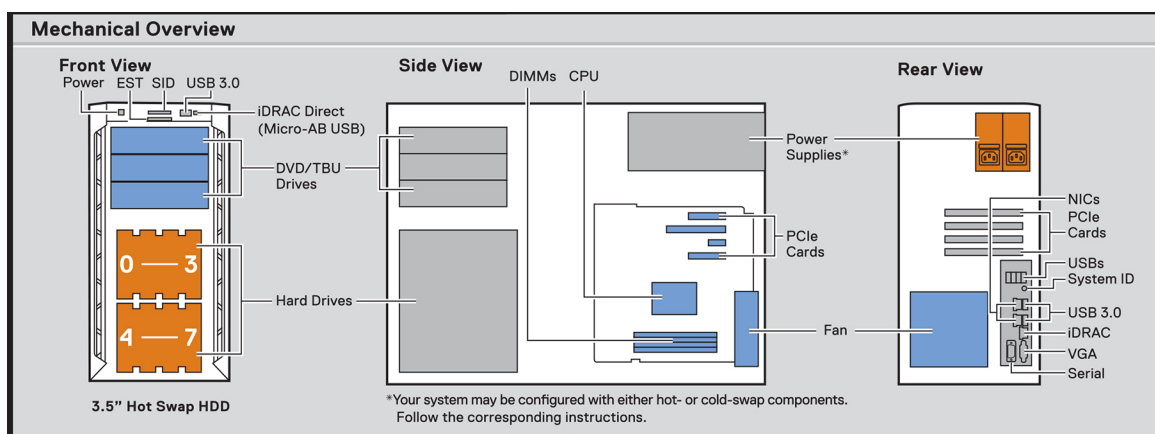 Mechanical Overview
Front View
Power EST SID USB 3.0
iDRAC Direct
(Micro-AB USB)
DVD/TBU
Drives
0 — 3
4 — 7
Hard Drives
3.5” Hot Swap HDD
Side View
DIMMs CPU
Power
Supplies*
PCIe
Cards
Fan
*Your system may be configured with either hot- or cold-swap components.
Follow the corresponding instructions.
Rear View
NICs
PCIe
Cards
USBs
System ID
USB 3.0
iDRAC
VGA
Serial